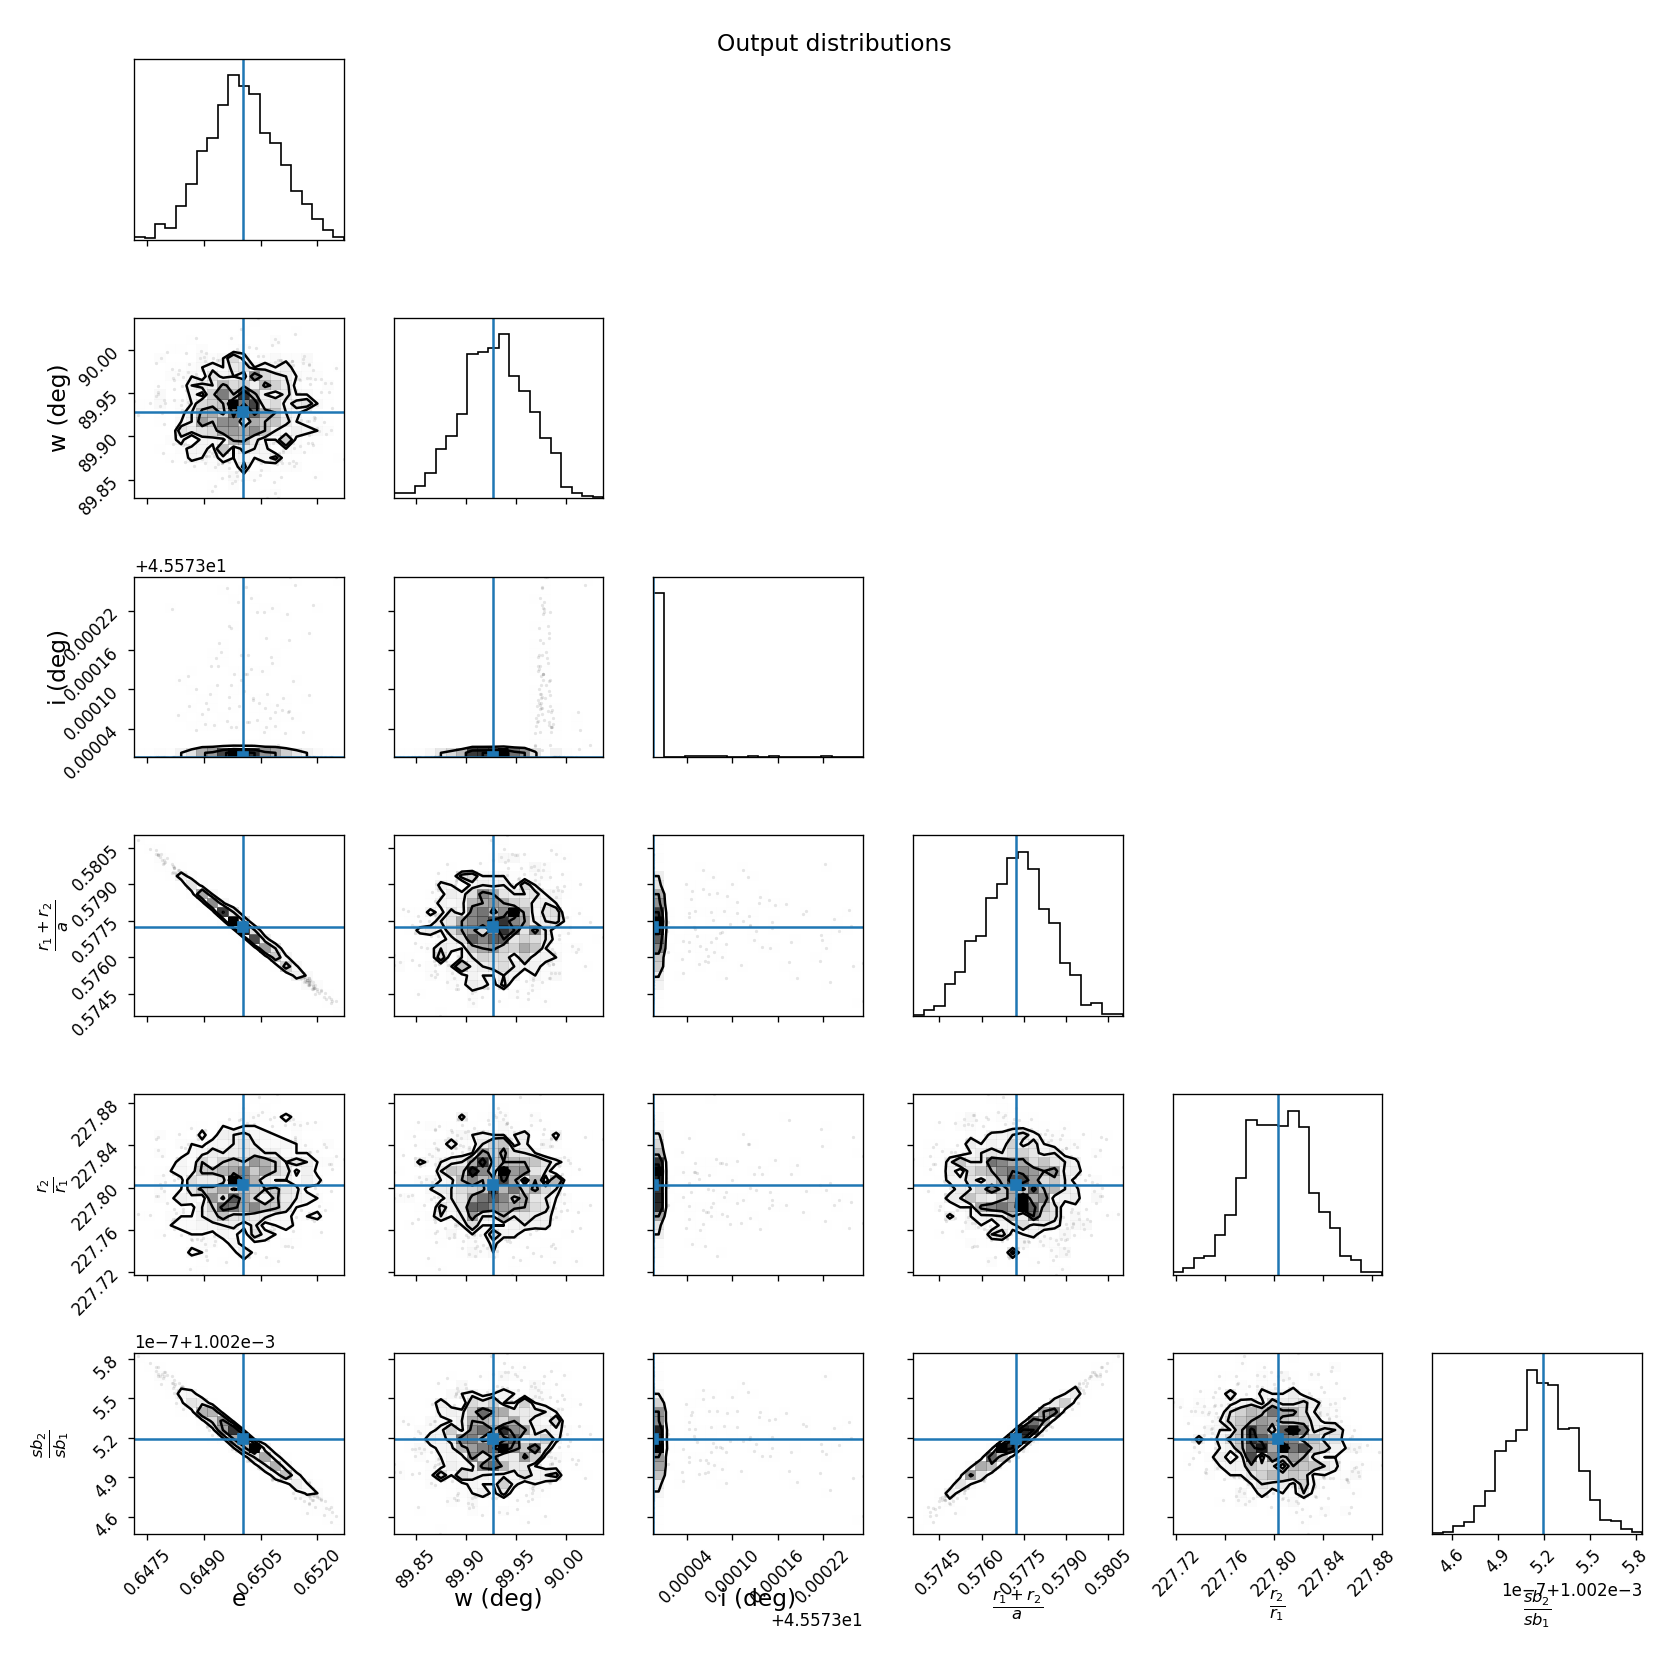 Output distributions
w (deg)
90.00
89.95
89.90
89.85
+4.5573e1
i (deg)
0.00022
0.00016
0.00010
0.00004
r₁ + r₂
a
0.5805
0.5790
0.5775
0.5760
0.5745
r₂
r₁
227.88
227.84
227.80
227.76
227.72
1e−7+1.002e−3
sb₂
sb₁
5.8
5.5
5.2
4.9
4.6
0.6475 0.6490 0.6505 0.6520
89.85 89.90 89.95 90.00
0.00004 0.00010 0.00016 0.00022
0.5745 0.5760 0.5775 0.5790 0.5805
227.72 227.76 227.80 227.84 227.88
4.6 4.9 5.2 5.5 5.8
e
w (deg)
i (deg)
+4.5573e1
r₁ + r₂
a
r₂
r₁
1e−7+1.002e−3
sb₂
sb₁